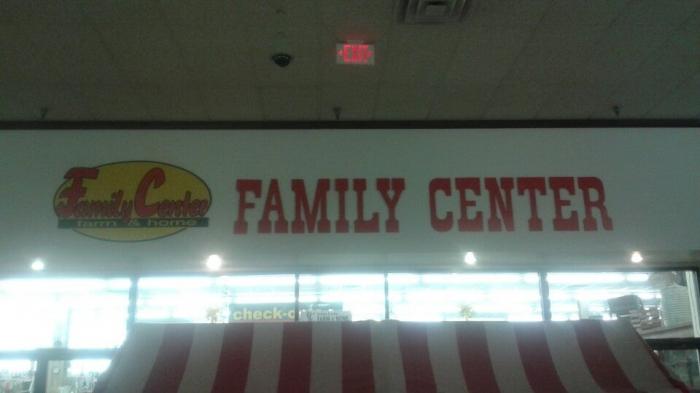 EXIT
Family Center
farm & home
FAMILY CENTER
check-o